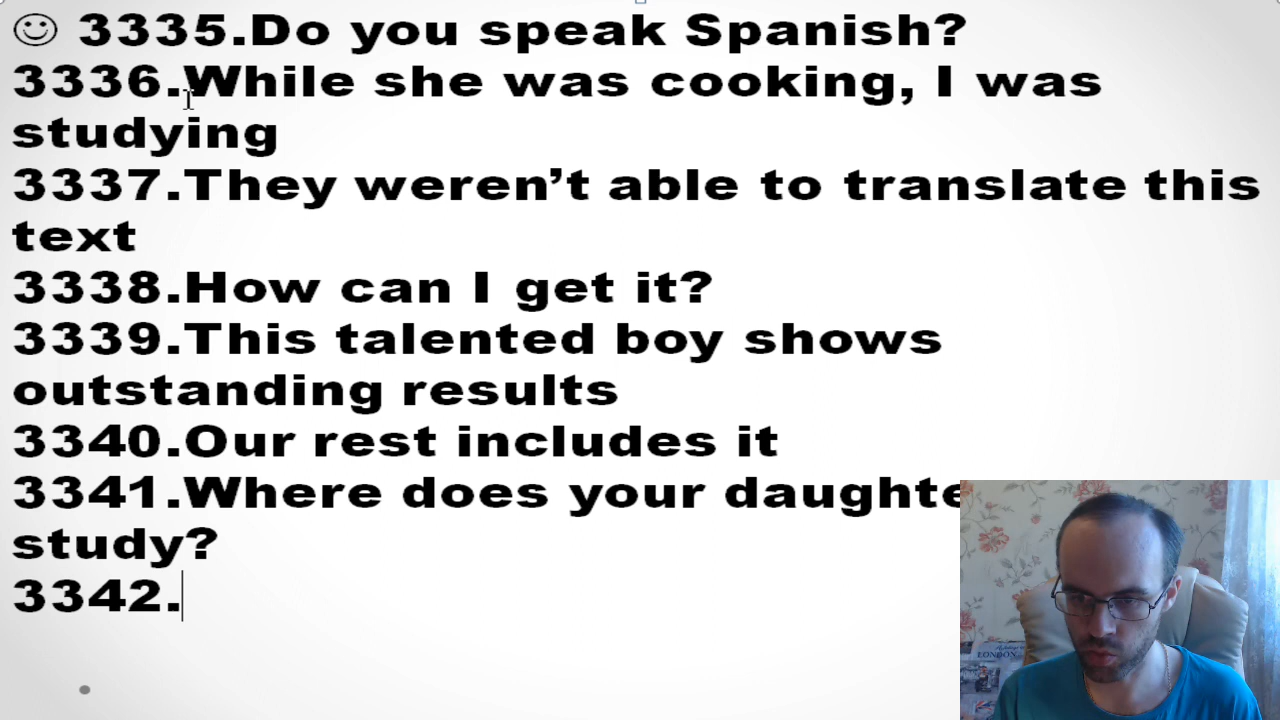 ☺ 3335.Do you speak Spanish?
3336.While she was cooking, I was
studying
3337.They weren’t able to translate this
text
3338.How can I get it?
3339.This talented boy shows
outstanding results
3340.Our rest includes it
3341.Where does your daughte
study?
3342.
LONDON